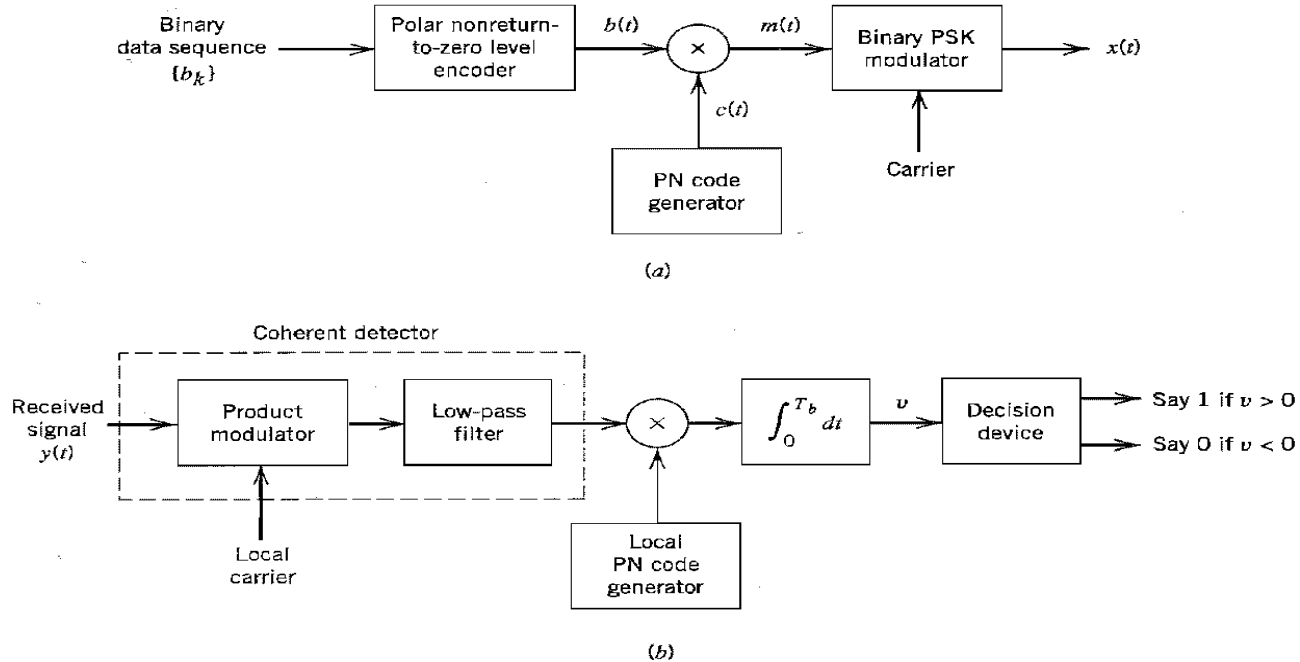 Binary
data sequence
{b_k}
Polar nonreturn-
to-zero level
encoder
b(t)
×
m(t)
Binary PSK
modulator
x(t)
c(t)
PN code
generator
Carrier
(a)
Coherent detector
Received
signal
y(t)
Product
modulator
Low-pass
filter
×
∫_0^{T_b} dt
v
Decision
device
Say 1 if v > 0
Say 0 if v < 0
Local
carrier
Local
PN code
generator
(b)